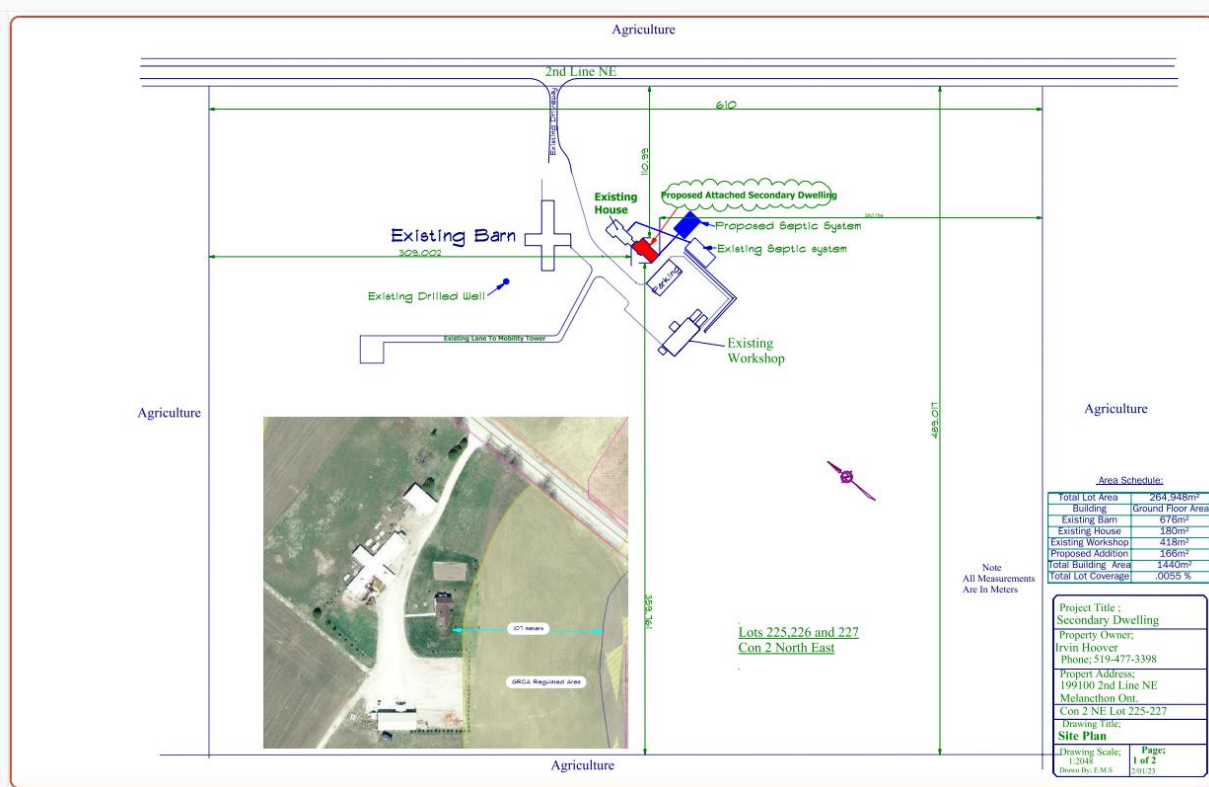 Agriculture
2nd Line NE
610
Existing Driveway
110.99
Existing
House
Proposed Attached Secondary Dwelling
Proposed Septic System
Existing Septic system
Existing Barn
309.002
Parking
Existing Drilled Well
Existing Lane To Mobility Tower
Existing
Workshop
Agriculture
Agriculture
489.017
359.761
107 meters
GRCA Regulated Area
Lots 225,226 and 227
Con 2 North East
Note
All Measurements
Are In Meters
Area Schedule:
Total Lot Area 264,948m²
Building Ground Floor Area
Existing Barn 676m²
Existing House 180m²
Existing Workshop 418m²
Proposed Addition 166m²
Total Building Area 1440m²
Total Lot Coverage .0055 %
Project Title ;
Secondary Dwelling
Property Owner;
Irvin Hoover
Phone; 519-477-3398
Propert Address;
199100 2nd Line NE
Melancthon Ont.
Con 2 NE Lot 225-227
Drawing Title;
Site Plan
Drawing Scale;
1:2048
Drawn By; E.M.S
Page;
1 of 2
2/01/23
Agriculture